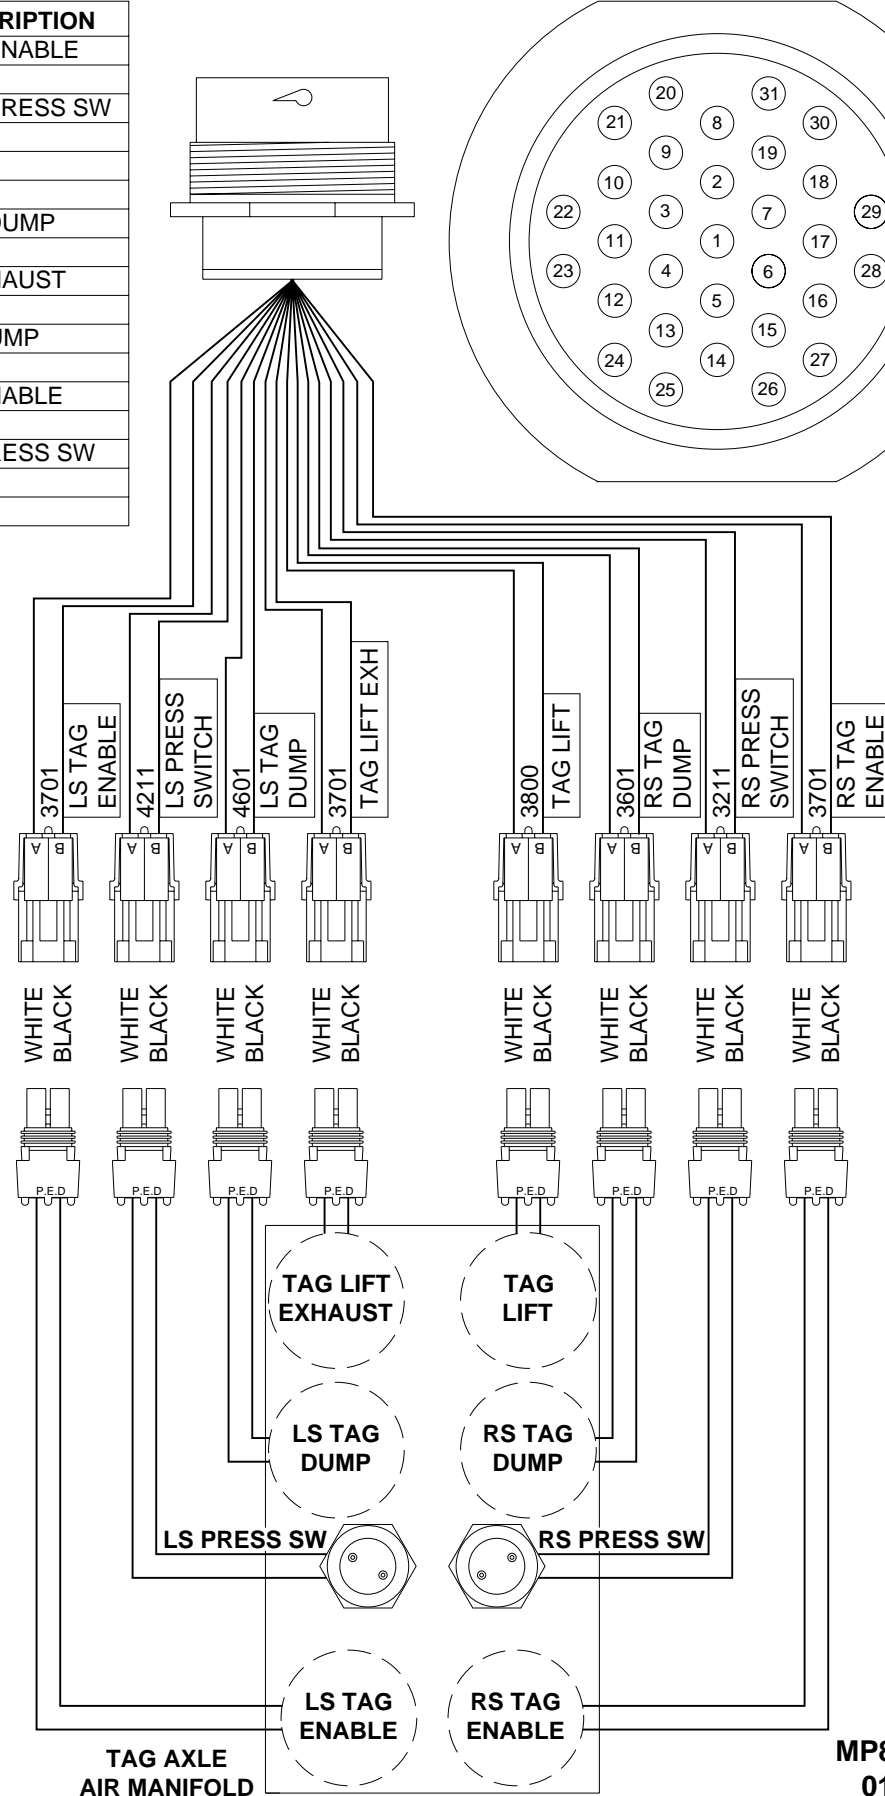 RIPTION
NABLE
RESS SW
UMP
AUST
MP
ABLE
ESS SW
20
31
21
8
30
9
19
10
2
18
22
3
7
29
11
1
17
23
4
6
28
12
5
16
13
15
24
14
27
25
26
3701
LS TAG
ENABLE
4211
LS PRESS
SWITCH
4601
LS TAG
DUMP
3701
TAG LIFT EXH
3800
TAG LIFT
3601
RS TAG
DUMP
3211
RS PRESS
SWITCH
3701
RS TAG
ENABLE
A B
A B
A B
A B
A B
A B
A B
A B
WHITE
BLACK
WHITE
BLACK
WHITE
BLACK
WHITE
BLACK
WHITE
BLACK
WHITE
BLACK
WHITE
BLACK
WHITE
BLACK
P.E.D
P.E.D
P.E.D
P.E.D
P.E.D
P.E.D
P.E.D
P.E.D
TAG LIFT
EXHAUST
TAG
LIFT
LS TAG
DUMP
RS TAG
DUMP
LS PRESS SW
RS PRESS SW
LS TAG
ENABLE
RS TAG
ENABLE
TAG AXLE
AIR MANIFOLD
MP8
01